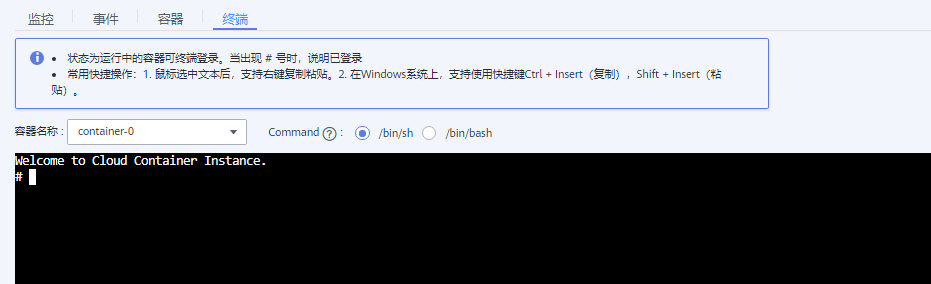 监控 事件 容器 终端
状态为运行中的容器可终端登录。当出现 # 号时，说明已登录
常用快捷操作：1. 鼠标选中文本后，支持右键复制粘贴。2. 在Windows系统上，支持使用快捷键Ctrl + Insert（复制）, Shift + Insert（粘
贴）。
容器名称 : container-0 Command ? : /bin/sh /bin/bash
Welcome to Cloud Container Instance.
#